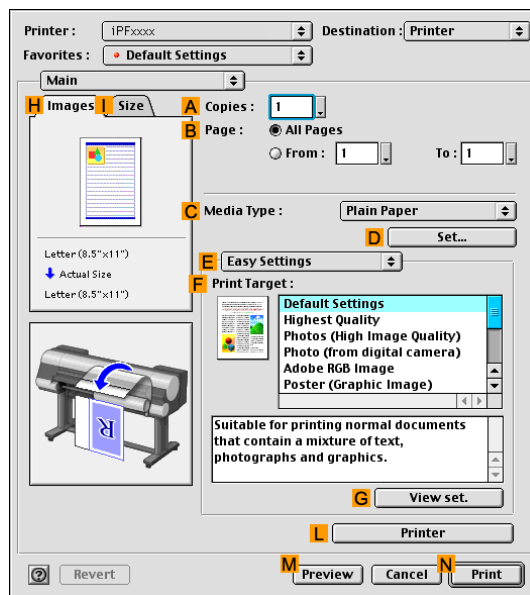 Printer : iPFxxxx Destination : Printer
Favorites : Default Settings
Main
H Images I Size
A Copies : 1
B Page : All Pages
From : 1 To : 1
C Media Type : Plain Paper
D Set...
E Easy Settings
F Print Target :
Default Settings
Highest Quality
Photos (High Image Quality)
Photo (from digital camera)
Adobe RGB Image
Poster (Graphic Image)
Letter (8.5"x11")
Actual Size
Letter (8.5"x11")
R
Suitable for printing normal documents
that contain a mixture of text,
photographs and graphics.
G View set.
L Printer
? Revert M Preview Cancel N Print